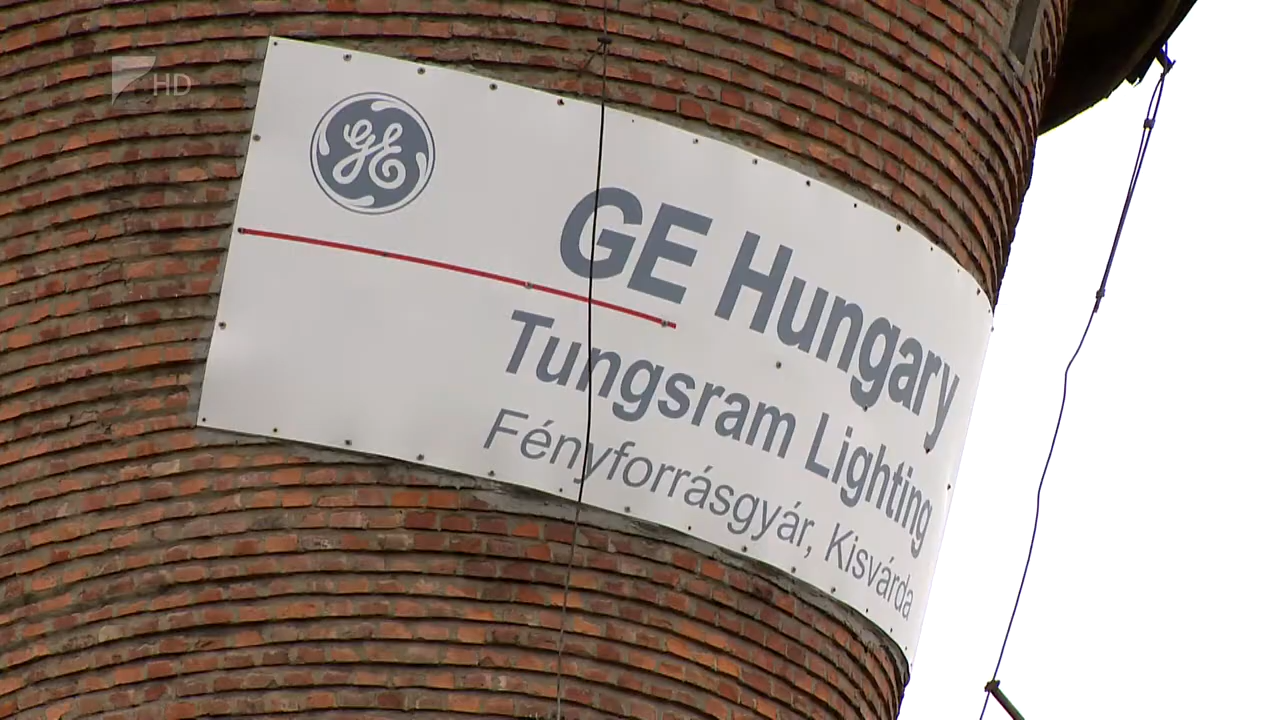 HD
GE
GE Hungary
Tungsram Lighting
Fényforrásgyár, Kisvárda